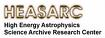 HEASARC
High Energy Astrophysics
Science Archive Research Center